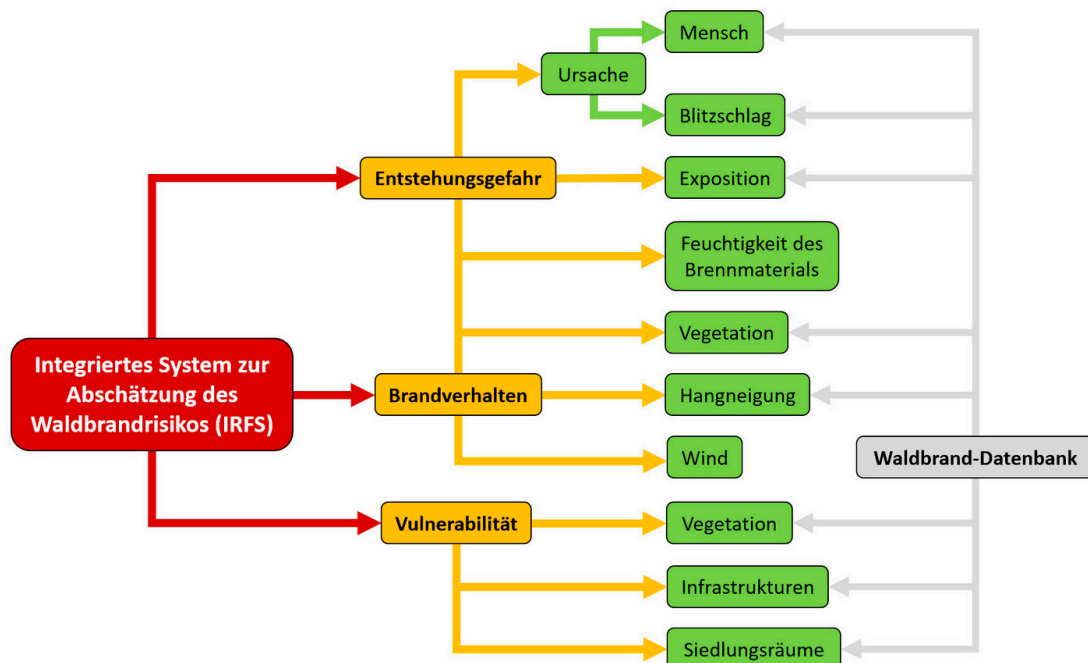 Mensch
Ursache
Blitzschlag
Entstehungsgefahr
Exposition
Feuchtigkeit des
Brennmaterials
Vegetation
Integriertes System zur
Abschätzung des
Waldbrandrisikos (IRFS)
Brandverhalten
Hangneigung
Wind
Waldbrand-Datenbank
Vulnerabilität
Vegetation
Infrastrukturen
Siedlungsräume